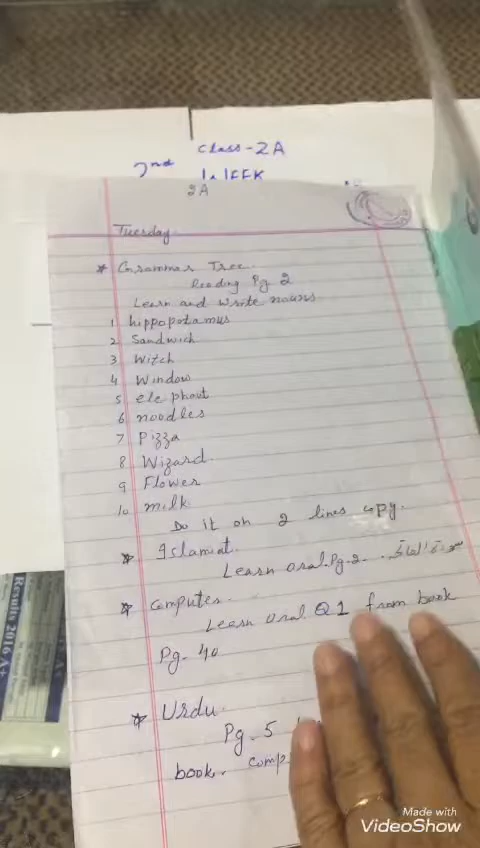 Class-2A
2nd WEEK
2A
Tuesday.
* Grammar Tree.
Reading Pg 2
Learn and write nouns
1 hippopotamus
2 Sandwich
3 Witch
4 Window
5 elephant
6 noodles
7 Pizza
8 Wizard.
9 Flower
10 milk.
Do it on 2 lines copy.
* Islamiat.
Learn oral. Pg. 2.
* Computer.
Learn oral Q1 from book
Pg. 40
* Urdu.
Pg. 5
book.
Results 2016 A+
Made with
VideoShow